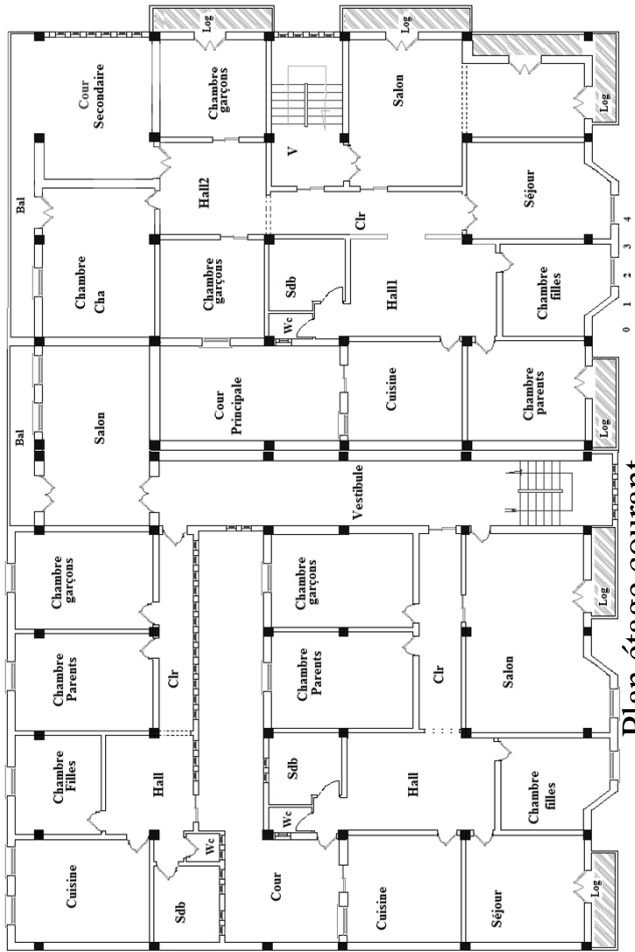 Bal
Bal
Cuisine
Chambre
Filles
Chambre
Parents
Chambre
garçons
Salon
Chambre
Cha
Cour
Secondaire
Sdb
Wc
Hall
Clr
Cour
Principale
Chambre
garçons
Hall2
Chambre
garçons
Log
Cour
Wc
Sdb
Chambre
Parents
Chambre
garçons
Vestibule
Wc
Sdb
V
Cuisine
Hall
Clr
Cuisine
Hall1
Clr
Salon
Log
Séjour
Chambre
filles
Salon
Chambre
parents
Chambre
filles
Séjour
Log
Log
Log
Log
0 1 2 3 4
Plan étage courant